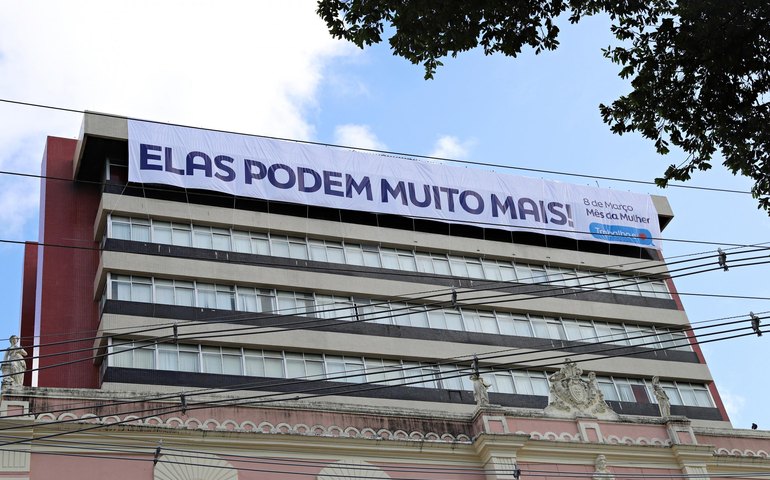 ELAS PODEM MUITO MAIS!
8 de Março
Mês da Mulher